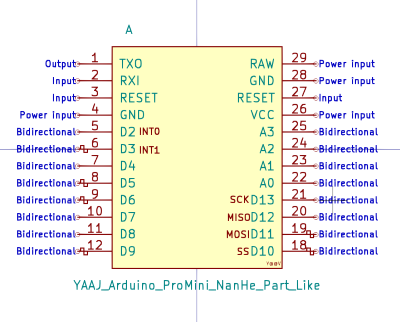 A
Output 1 TXO RAW 29 Power input
Input 2 RXI GND 28 Power input
Input 3 RESET RESET 27 Input
Power input 4 GND VCC 26 Power input
Bidirectional 5 D2 INT0 A3 25 Bidirectional
Bidirectional 6 D3 INT1 A2 24 Bidirectional
Bidirectional 7 D4 A1 23 Bidirectional
Bidirectional 8 D5 A0 22 Bidirectional
Bidirectional 9 D6 SCK D13 21 Bidirectional
Bidirectional 10 D7 MISO D12 20 Bidirectional
Bidirectional 11 D8 MOSI D11 19 Bidirectional
Bidirectional 12 D9 SS D10 18 Bidirectional
YAAJ_Arduino_ProMini_NanHe_Part_Like